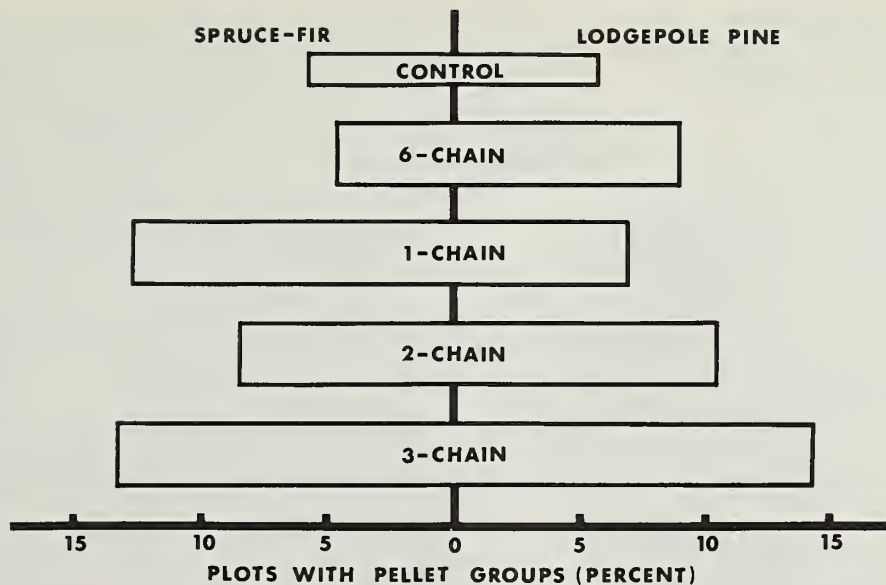 SPRUCE-FIR LODGEPOLE PINE
CONTROL
6-CHAIN
1-CHAIN
2-CHAIN
3-CHAIN
15 10 5 0 5 10 15
PLOTS WITH PELLET GROUPS (PERCENT)